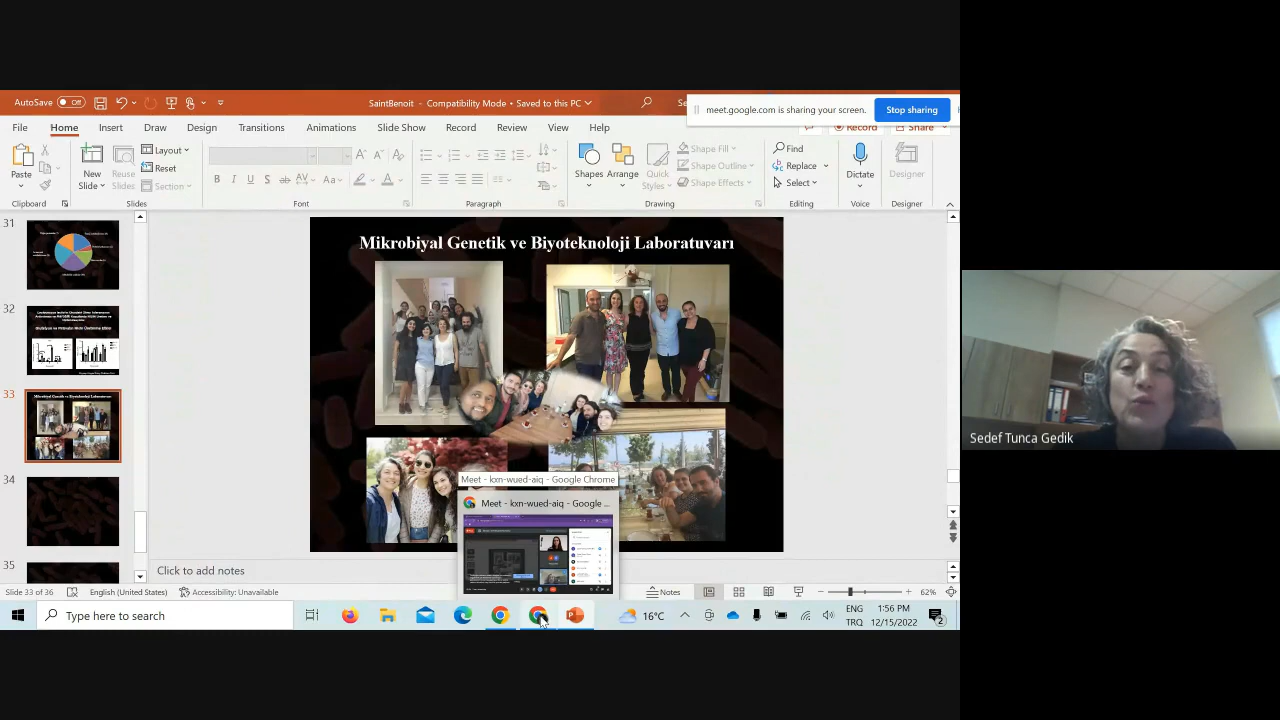 AutoSave Off
SaintBenoit - Compatibility Mode • Saved to this PC
meet.google.com is sharing your screen.
Stop sharing
File Home Insert Draw Design Transitions Animations Slide Show Record Review View Help
Record Share
Paste
New
Slide
Reuse
Slides
Layout
Reset
Section
Shapes
Arrange
Quick
Styles
Shape Fill
Shape Outline
Shape Effects
Find
Replace
Select
Dictate
Designer
Clipboard Slides Font Paragraph Drawing Editing Voice Designer
31
32
33
34
35
Mikrobiyal Genetik ve Biyoteknoloji Laboratuvarı
Meet - kxn-wued-aiq - Google Chrome
Meet - kxn-wued-aiq - Google ...
Click to add notes
Slide 33 of 36
English (United States)
Accessibility: Unavailable
Notes
62%
Type here to search
16°C
ENG
TRQ
1:56 PM
12/15/2022
2
Sedef Tunca Gedik